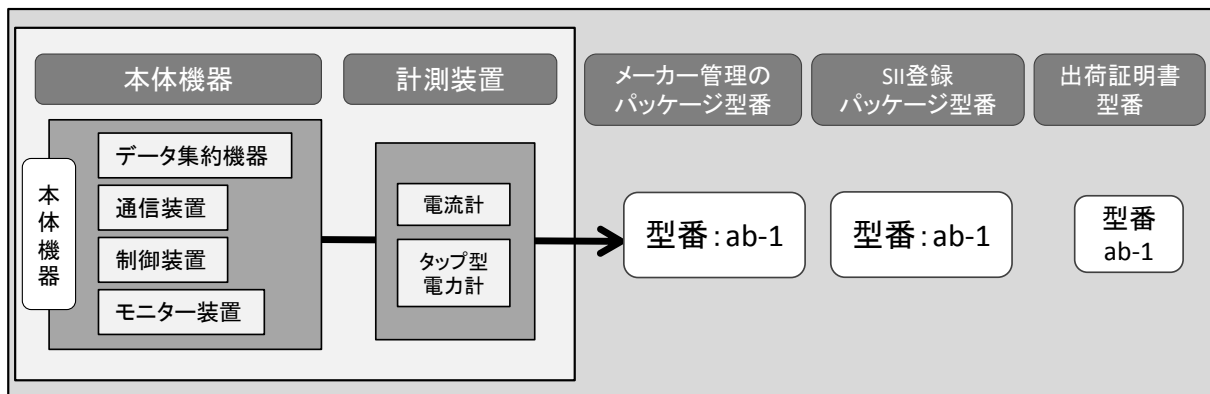 本体機器
計測装置
メーカー管理の
パッケージ型番
SII登録
パッケージ型番
出荷証明書
型番
本体機器
データ集約機器
通信装置
制御装置
モニター装置
電流計
タップ型
電力計
型番：ab-1
型番：ab-1
型番
ab-1